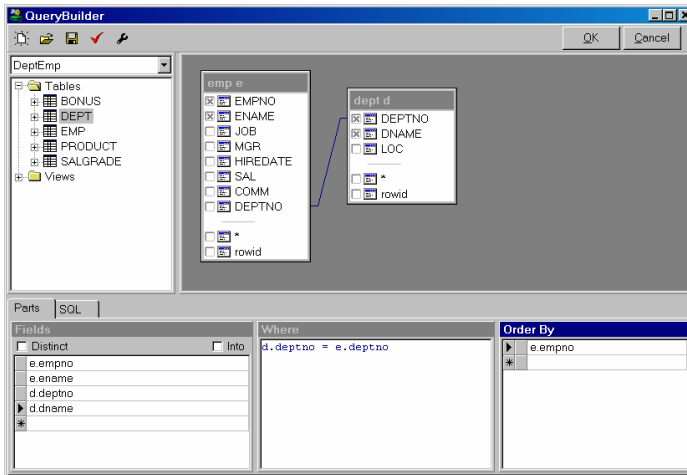 QueryBuilder
OK
Cancel
DeptEmp
Tables
BONUS
DEPT
EMP
PRODUCT
SALGRADE
Views
emp e
EMPNO
ENAME
JOB
MGR
HIREDATE
SAL
COMM
DEPTNO
*
rowid
dept d
DEPTNO
DNAME
LOC
*
rowid
Parts
SQL
Fields
Distinct
Into
e.empno
e.ename
d.deptno
d.dname
Where
d.deptno = e.deptno
Order By
e.empno